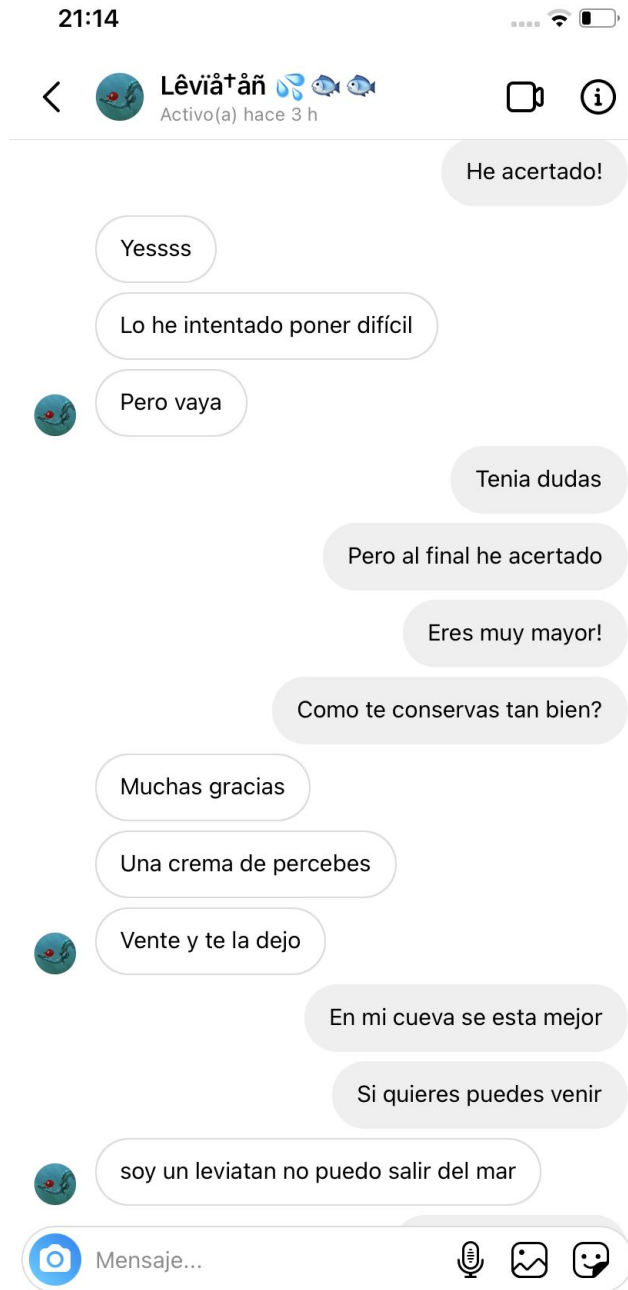 21:14
Lêvïå†åñ 💦🐟🐟
Activo(a) hace 3 h
He acertado!
Yessss
Lo he intentado poner difícil
Pero vaya
Tenia dudas
Pero al final he acertado
Eres muy mayor!
Como te conservas tan bien?
Muchas gracias
Una crema de percebes
Vente y te la dejo
En mi cueva se esta mejor
Si quieres puedes venir
soy un leviatan no puedo salir del mar
Mensaje...